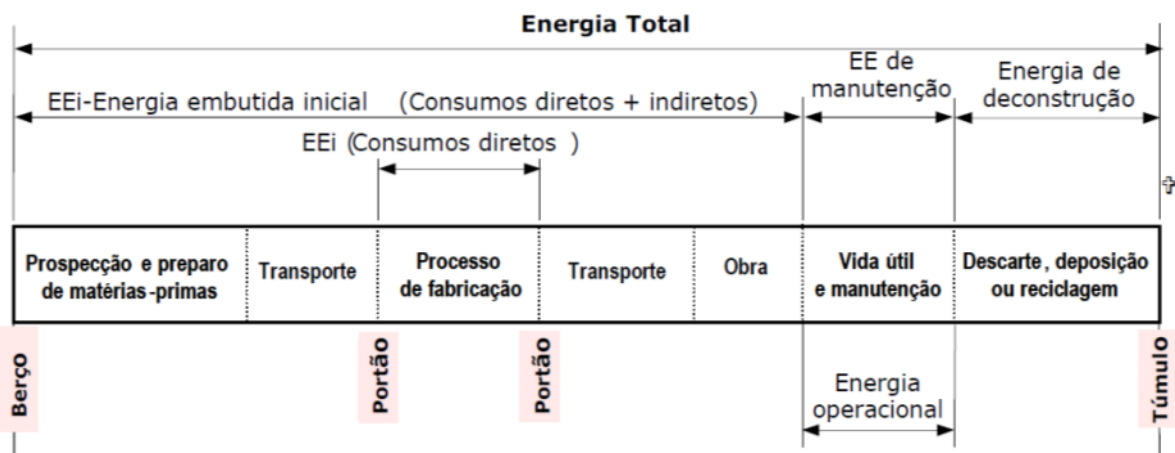 Energia Total
EE de
manutenção
Energia de
deconstrução
EEi-Energia embutida inicial (Consumos diretos + indiretos)
EEi (Consumos diretos )
Prospecção e preparo
de matérias-primas
Transporte
Processo
de fabricação
Transporte
Obra
Vida útil
e manutenção
Descarte, deposição
ou reciclagem
Berço
Portão
Portão
Energia
operacional
Túmulo